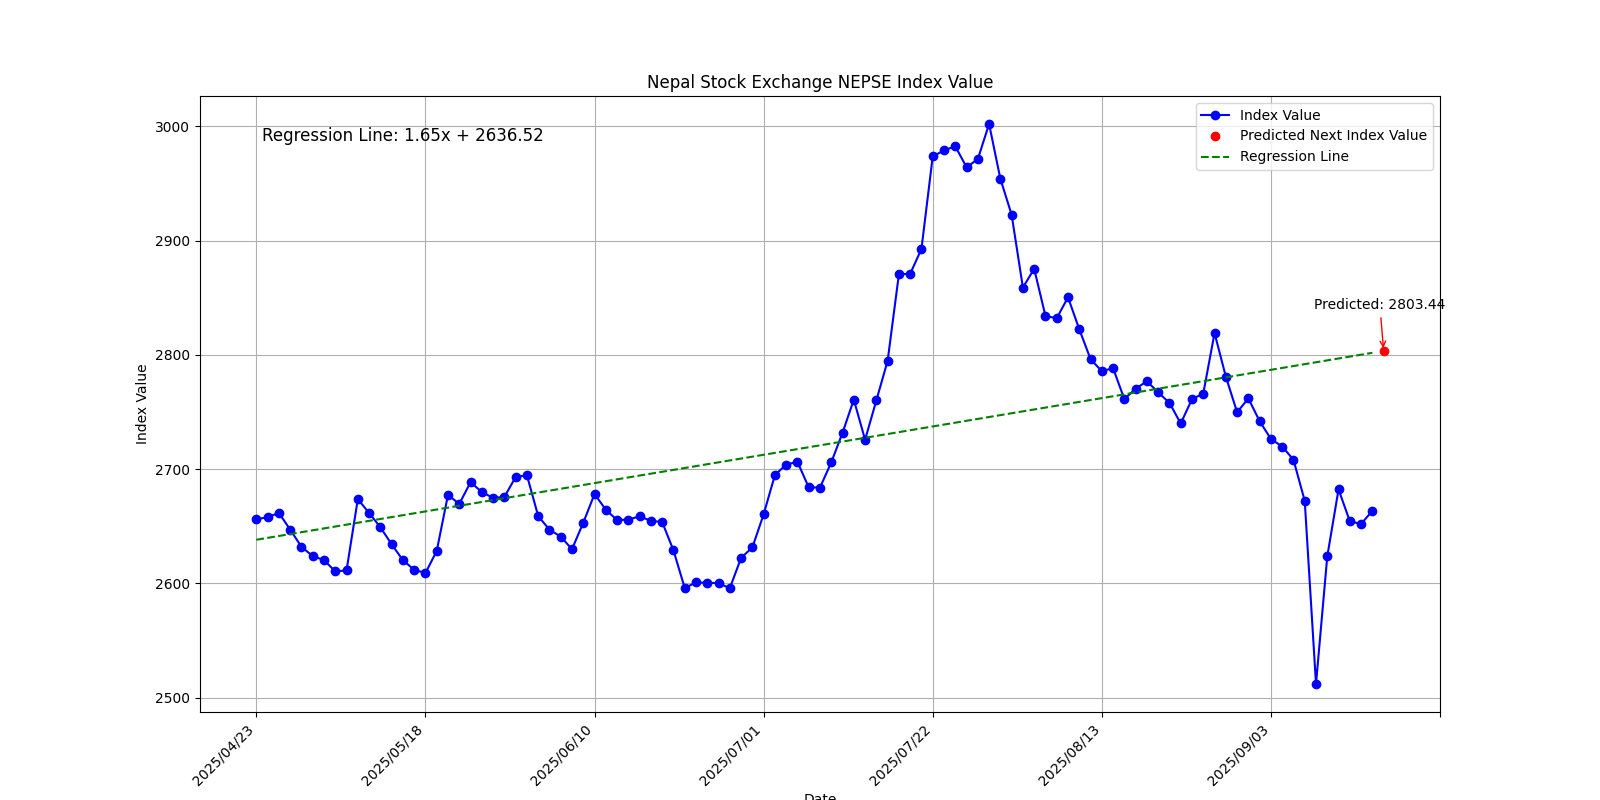 Nepal Stock Exchange NEPSE Index Value
Regression Line: 1.65x + 2636.52
Index Value
Predicted Next Index Value
Regression Line
Predicted: 2803.44
3000
2900
2800
2700
2600
2500
Index Value
2025/04/23
2025/05/18
2025/06/10
2025/07/01
2025/07/22
2025/08/13
2025/09/03
Date